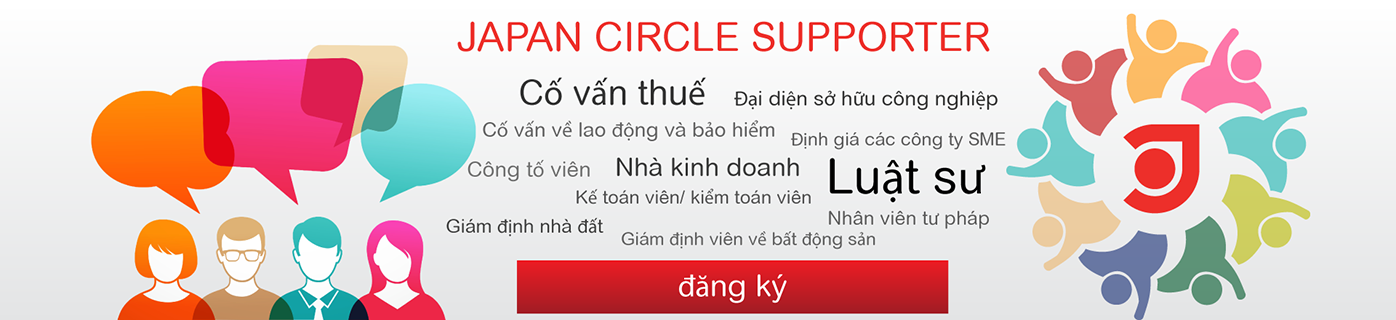 JAPAN CIRCLE SUPPORTER
Cố vấn thuế
Đại diện sở hữu công nghiệp
Cố vấn về lao động và bảo hiểm
Định giá các công ty SME
Công tố viên
Nhà kinh doanh
Luật sư
Kế toán viên/ kiểm toán viên
Nhân viên tư pháp
Giám định nhà đất
Giám định viên về bất động sản
đăng ký